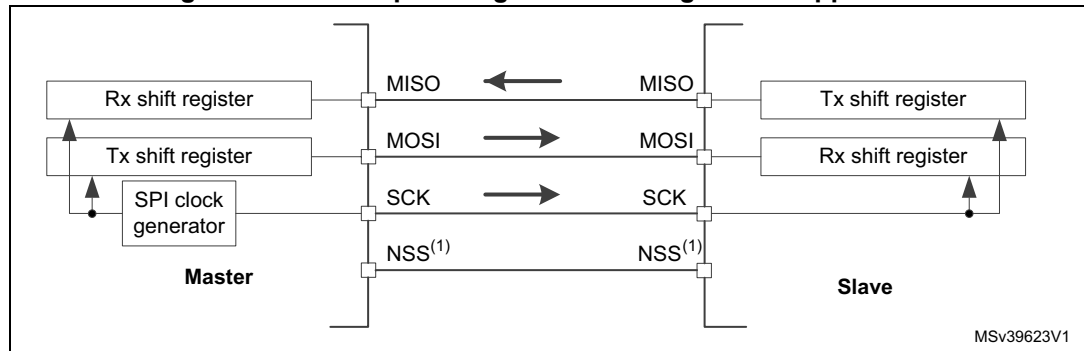 MISO MISO
Rx shift register Tx shift register
MOSI MOSI
Tx shift register Rx shift register
SPI clock
generator
SCK SCK
NSS(1) NSS(1)
Master Slave
MSv39623V1